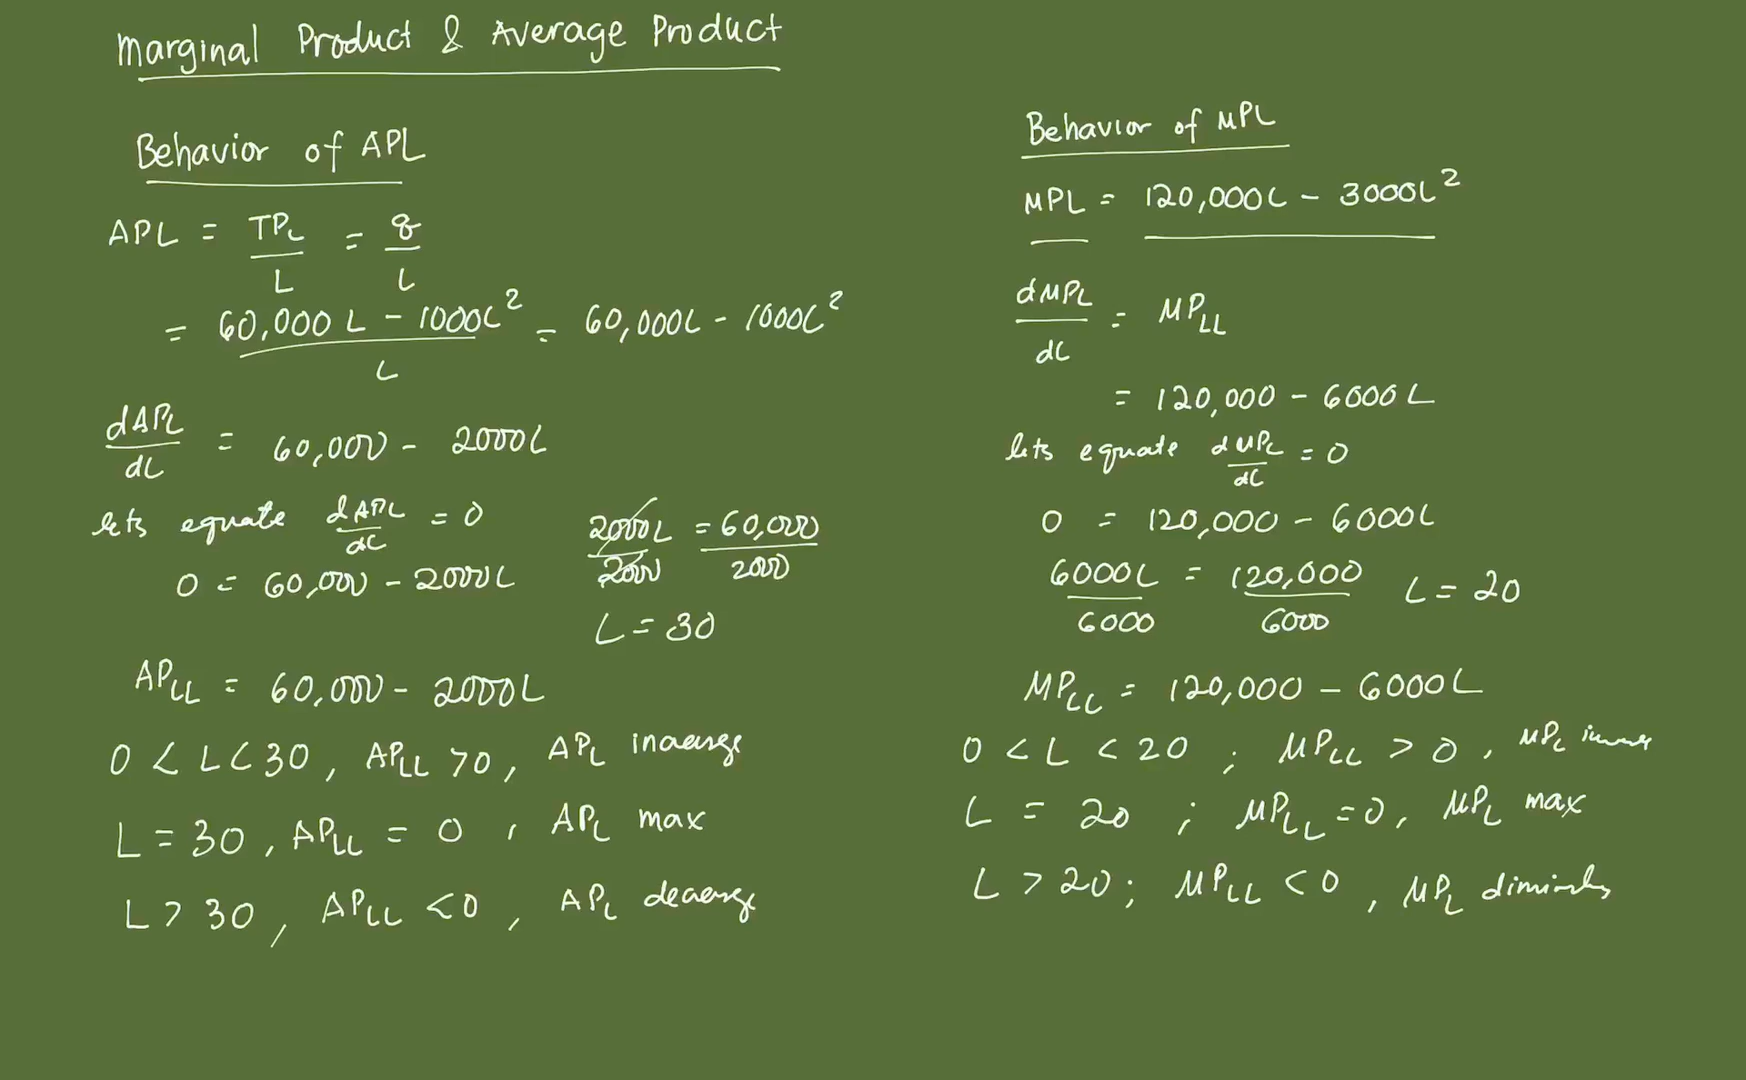 Marginal Product & Average Product
Behavior of APL
APL = TPL/L = q/L
= 60,000L - 1000L²/L = 60,000L - 1000L²
dAPL/dL = 60,000 - 2000L
lets equate dAPL/dL = 0
0 = 60,000 - 2000L
2000L/2000 = 60,000/2000
L = 30
APLL = 60,000 - 2000L
0 < L < 30, APLL > 0, APL increase
L = 30, APLL = 0, APL max
L > 30, APLL < 0, APL decrease
Behavior of MPL
MPL = 120,000L - 3000L²
dMPL/dL = MPLL
= 120,000 - 6000L
lets equate dMPL/dL = 0
0 = 120,000 - 6000L
6000L/6000 = 120,000/6000 L = 20
MPLL = 120,000 - 6000L
0 < L < 20 ; MPLL > 0, MPL
L = 20 ; MPLL = 0, MPL max
L > 20 ; MPLL < 0, MPL diminishes